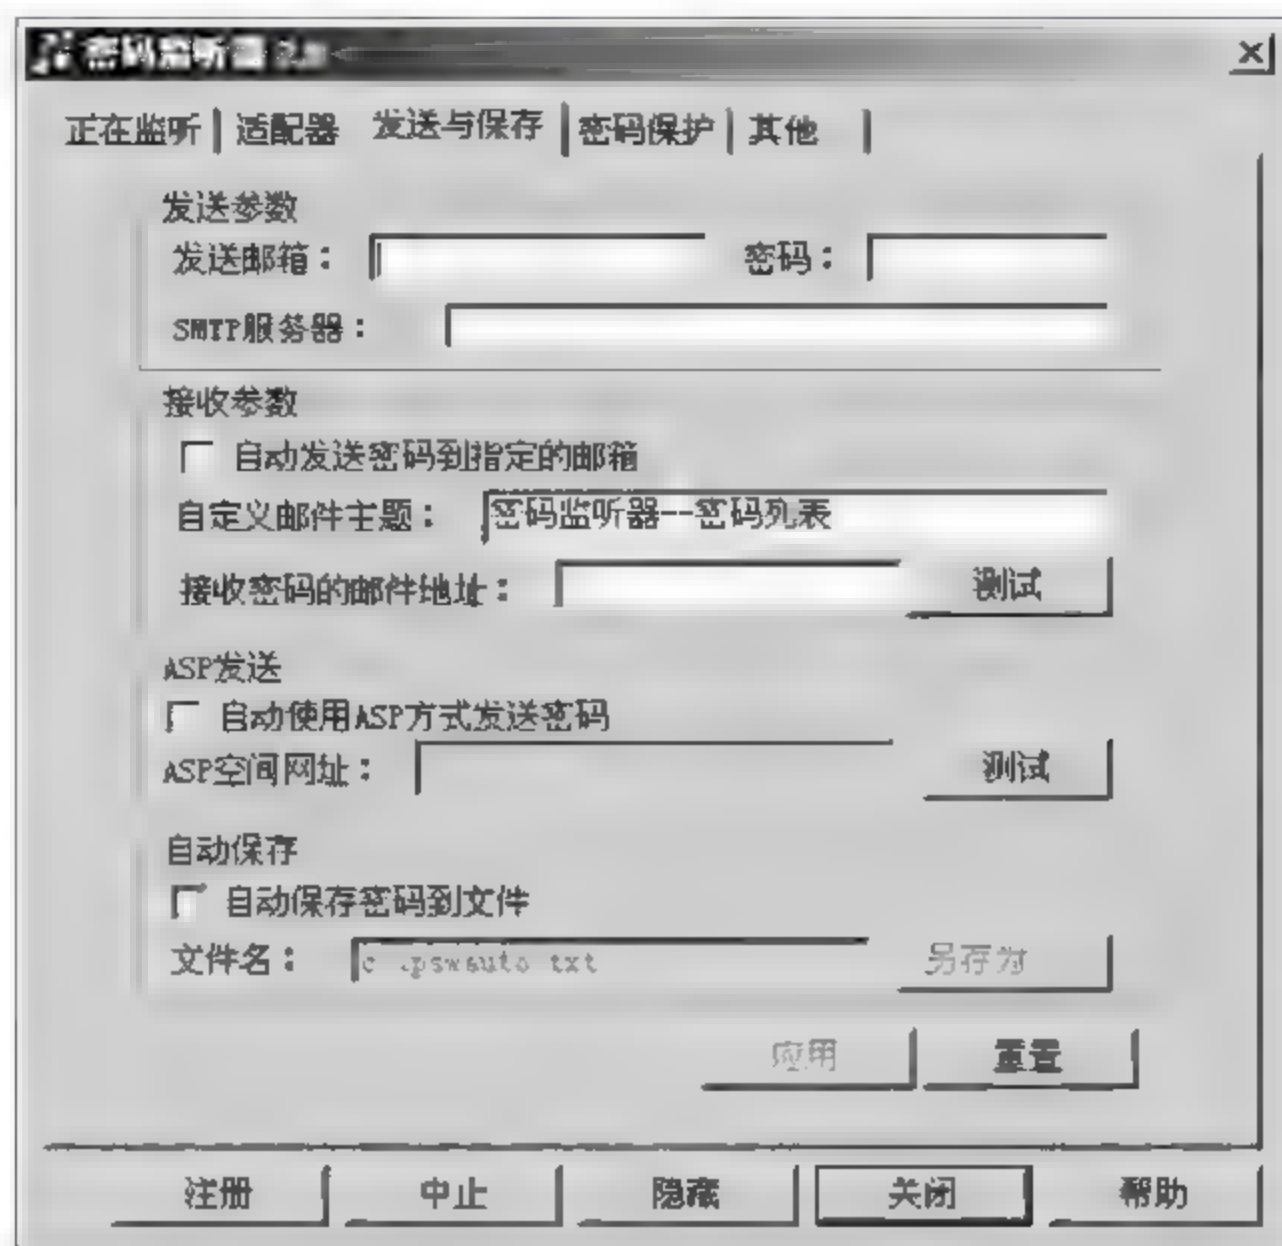 密码监听器
正在监听 适配器 发送与保存 密码保护 其他
发送参数
发送邮箱： 密码：
SMTP服务器：
接收参数
自动发送密码到指定的邮箱
自定义邮件主题： 密码监听器--密码列表
接收密码的邮件地址： 测试
ASP发送
自动使用ASP方式发送密码
ASP空间网址： 测试
自动保存
自动保存密码到文件
文件名： 另存为
应用 重置
注册 中止 隐藏 关闭 帮助